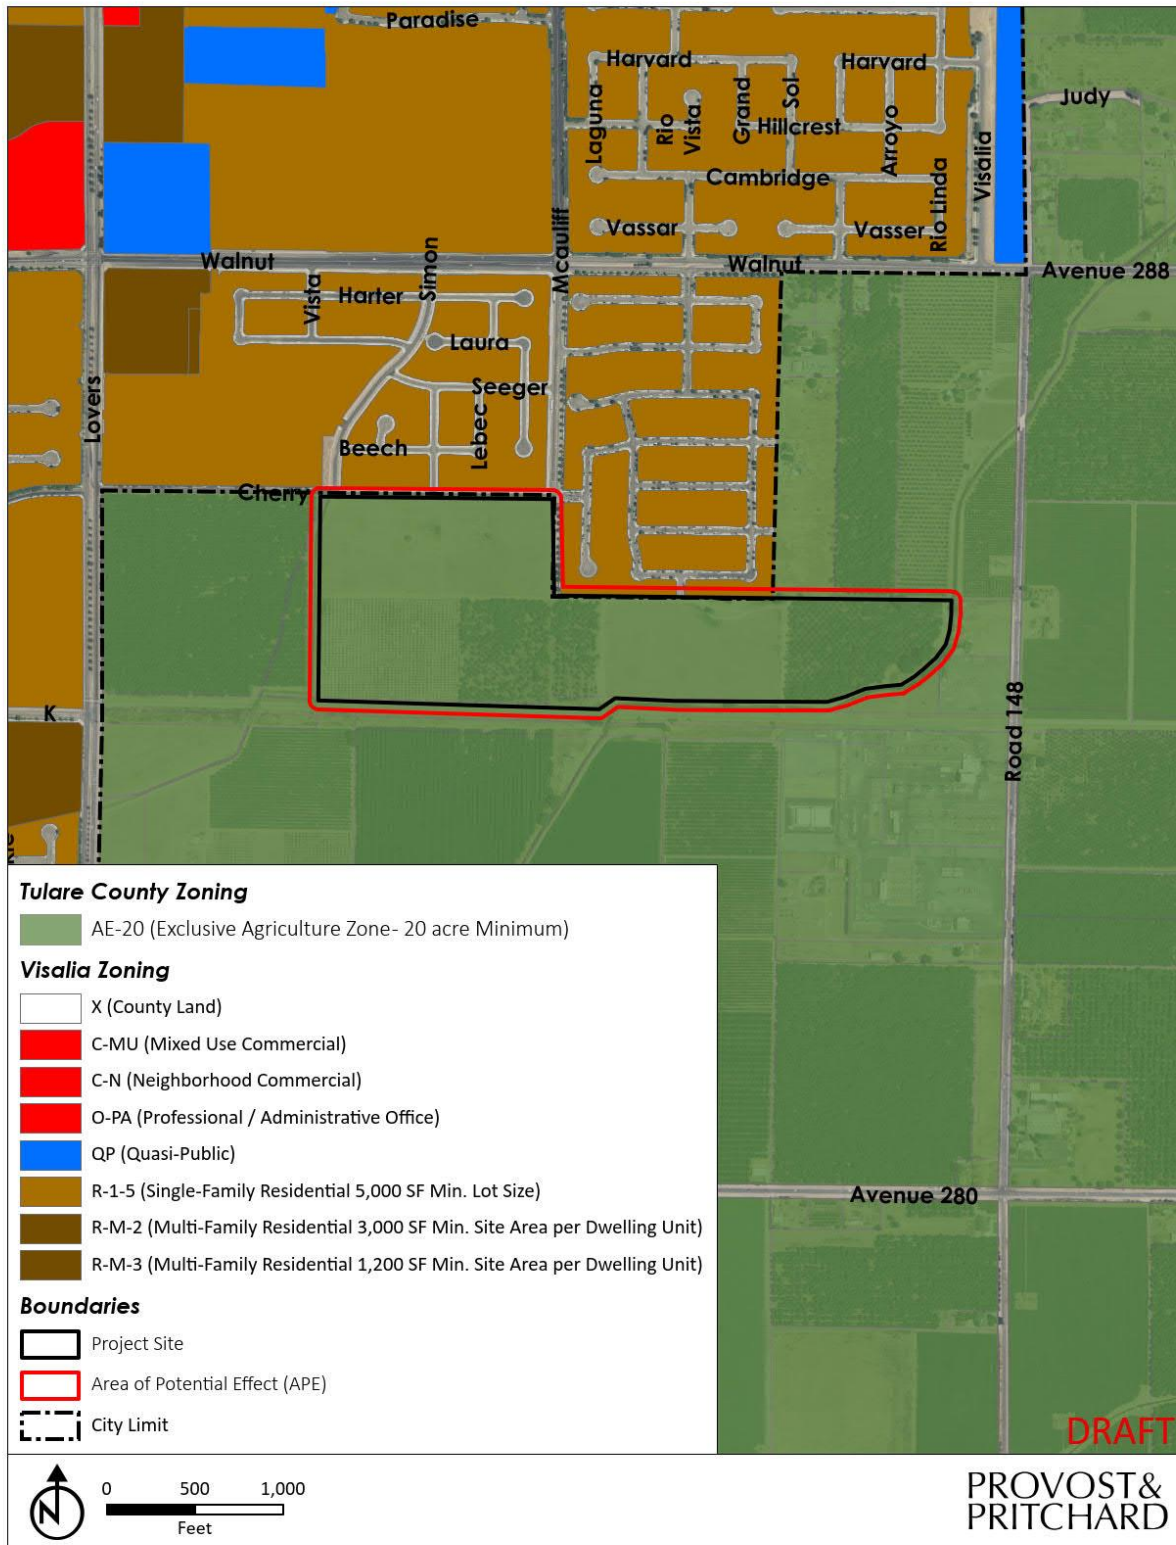 Paradise
Harvard
Harvard
Judy
Laguna
Rio
Vista
Grand
Sol
Hillcrest
Arroyo
Visalia
Cambridge
Rio Linda
Vassar
Vasser
Mcauliff
Walnut
Walnut
Avenue 288
Simon
Vista
Harter
Laura
Seeger
Lovers
Lebec
Beech
Cherry
K
Road 148
Avenue 280
Tulare County Zoning
AE-20 (Exclusive Agriculture Zone- 20 acre Minimum)
Visalia Zoning
X (County Land)
C-MU (Mixed Use Commercial)
C-N (Neighborhood Commercial)
O-PA (Professional / Administrative Office)
QP (Quasi-Public)
R-1-5 (Single-Family Residential 5,000 SF Min. Lot Size)
R-M-2 (Multi-Family Residential 3,000 SF Min. Site Area per Dwelling Unit)
R-M-3 (Multi-Family Residential 1,200 SF Min. Site Area per Dwelling Unit)
Boundaries
Project Site
Area of Potential Effect (APE)
City Limit
DRAFT
N
0 500 1,000
Feet
PROVOST&
PRITCHARD